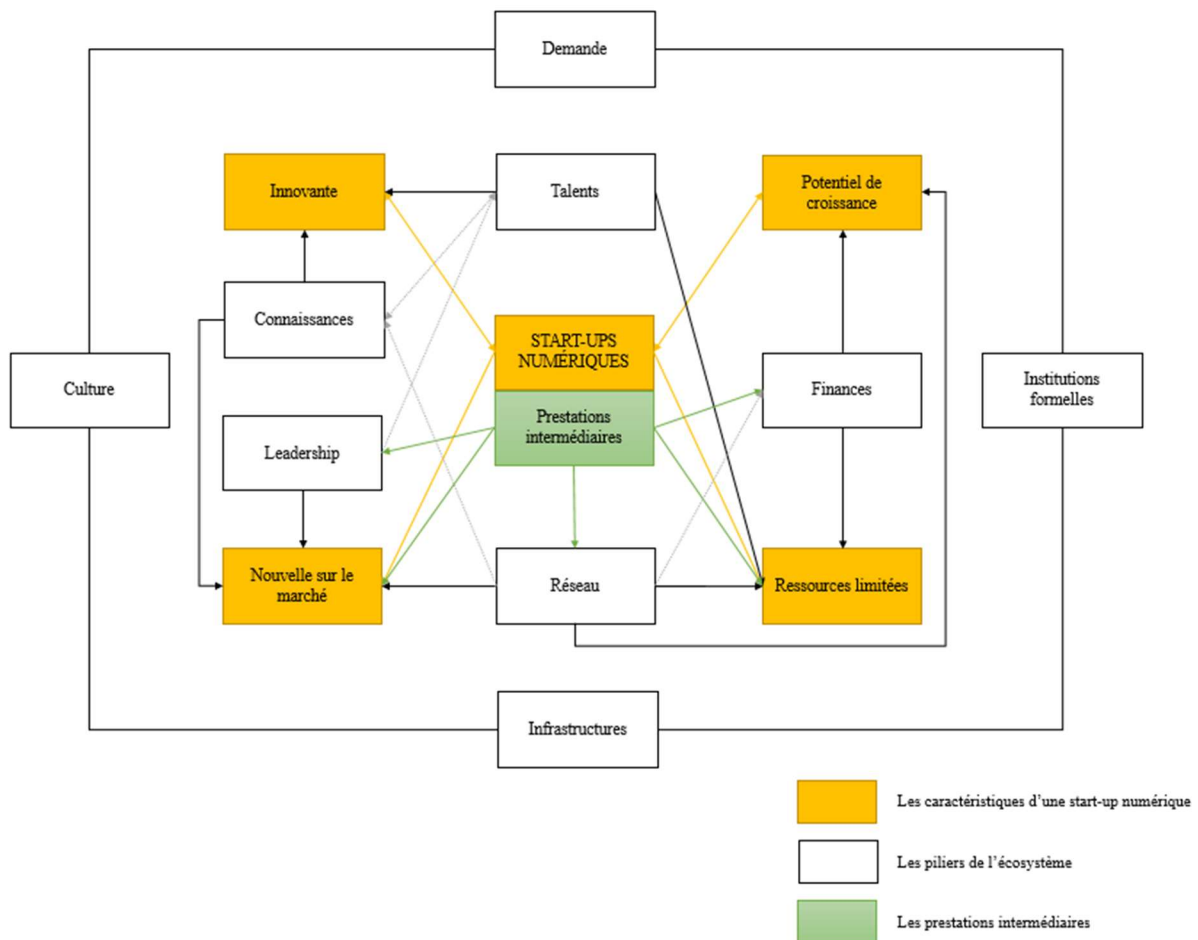 Demande
Innovante
Talents
Potentiel de
croissance
Connaissances
START-UPS
NUMÉRIQUES
Culture
Finances
Institutions
formelles
Prestations
intermédiaires
Leadership
Nouvelle sur le
marché
Réseau
Ressources limitées
Infrastructures
Les caractéristiques d’une start-up numérique
Les piliers de l’écosystème
Les prestations intermédiaires